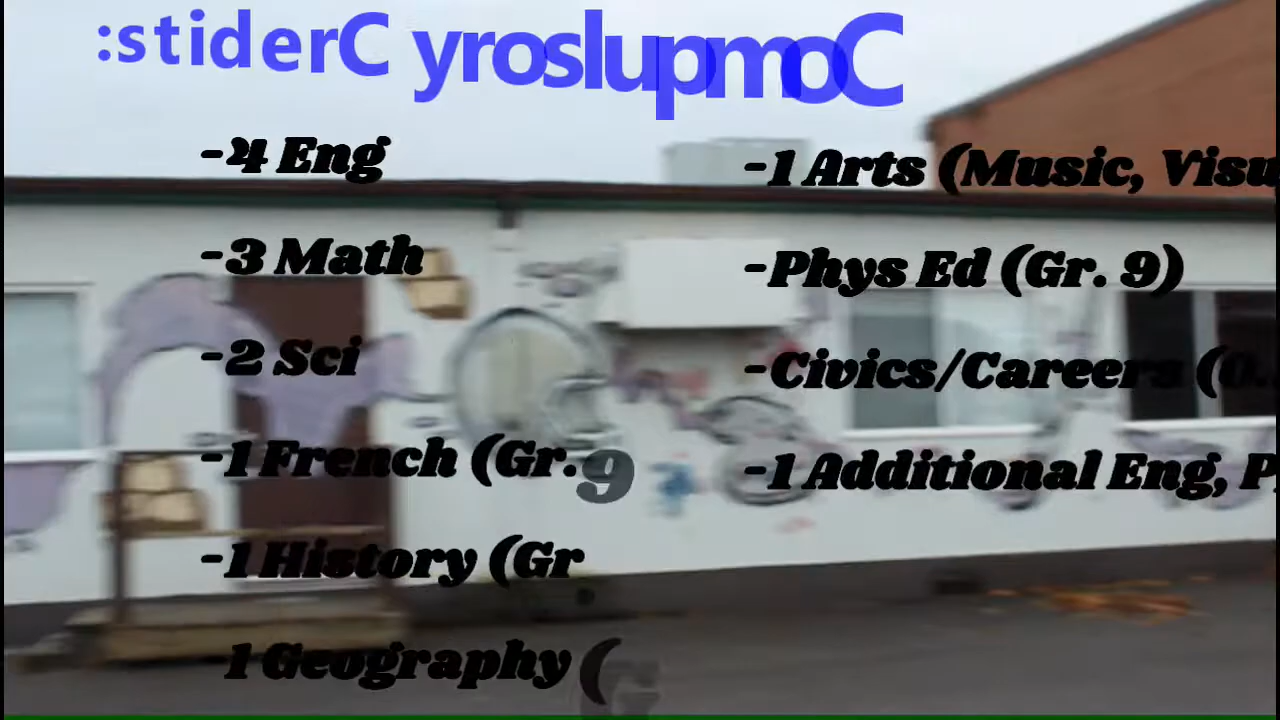 :stiderC yroslupmoC
-4 Eng
-3 Math
-2 Sci
-1 French (Gr. 9
-1 History (Gr
1 Geography (G
-1 Arts (Music, Visu
-Phys Ed (Gr. 9)
-Civics/Careers (0.
-1 Additional Eng, P